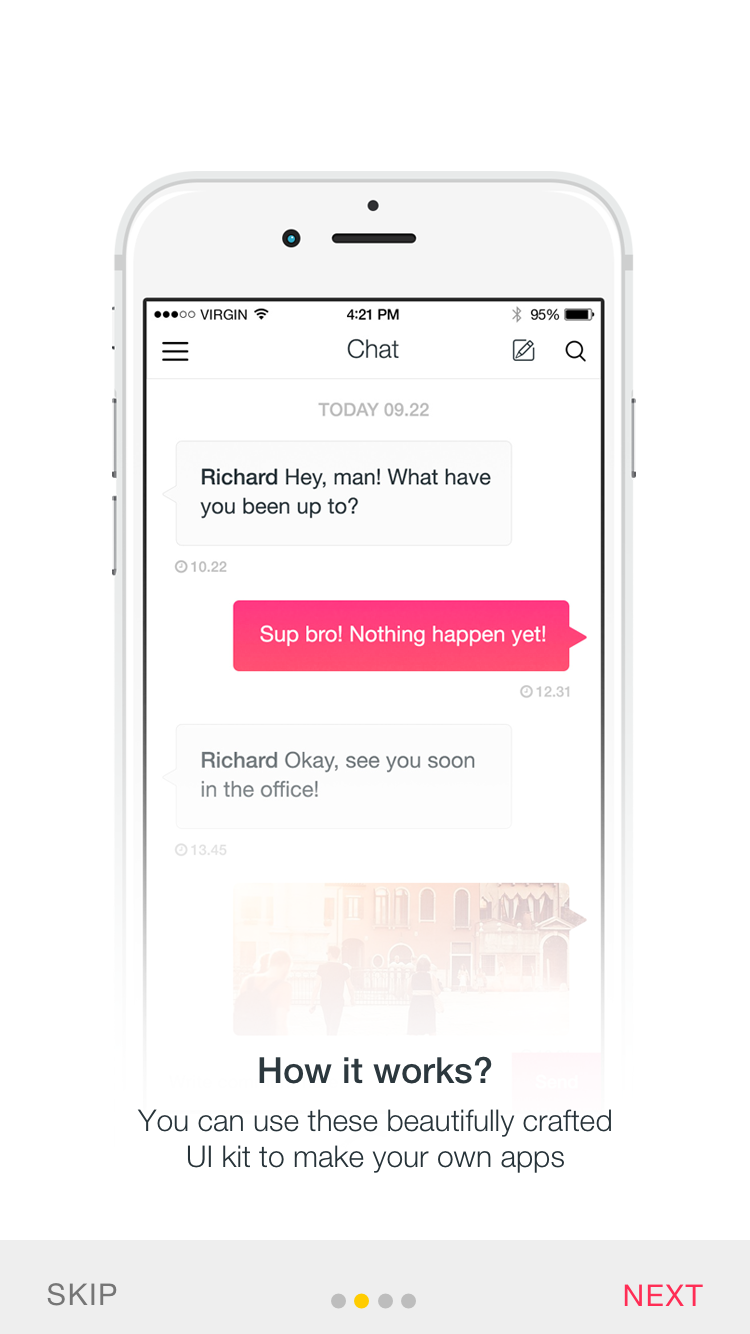 VIRGIN 4:21 PM 95%
Chat
TODAY 09.22
Richard Hey, man! What have
you been up to?
10.22
Sup bro! Nothing happen yet!
12.31
Richard Okay, see you soon
in the office!
13.45
How it works?
You can use these beautifully crafted
UI kit to make your own apps
SKIP NEXT